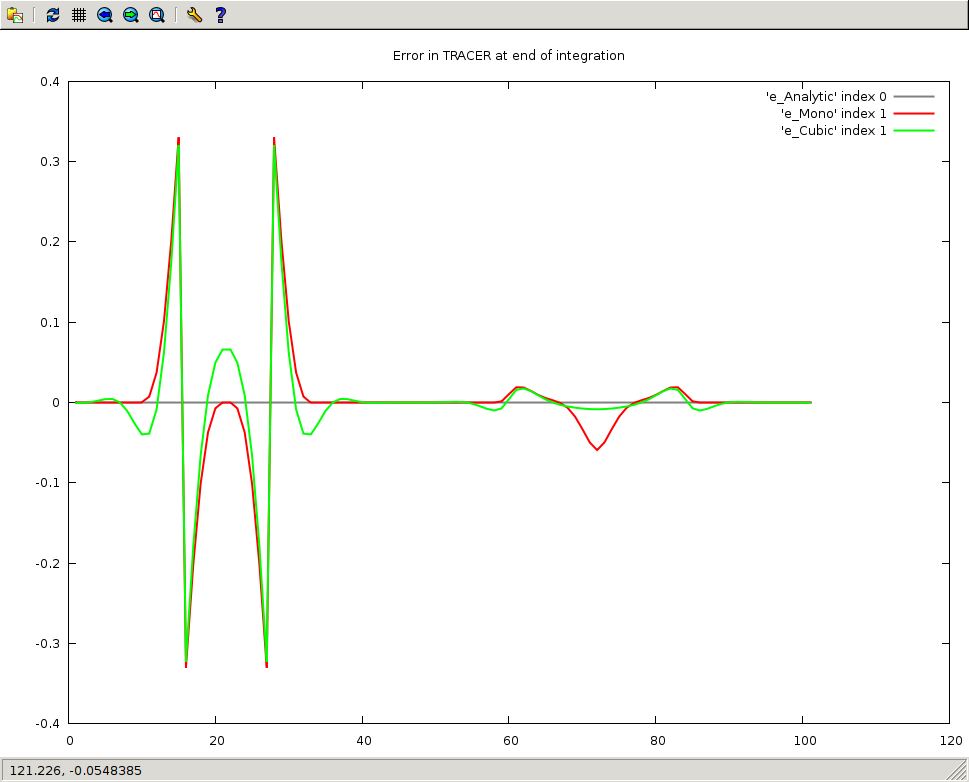 ?
Error in TRACER at end of integration
'e_Analytic' index 0
'e_Mono' index 1
'e_Cubic' index 1
0.4
0.3
0.2
0.1
0
-0.1
-0.2
-0.3
-0.4
0 20 40 60 80 100 120
121.226, -0.0548385